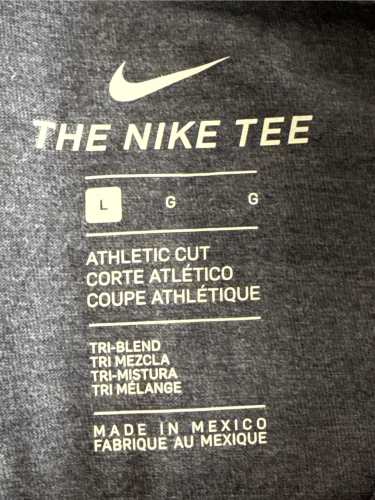 THE NIKE TEE
L G G
ATHLETIC CUT
CORTE ATLÉTICO
COUPE ATHLÉTIQUE
TRI-BLEND
TRI MEZCLA
TRI-MISTURA
TRI MÉLANGE
MADE IN MEXICO
FABRIQUE AU MEXIQUE